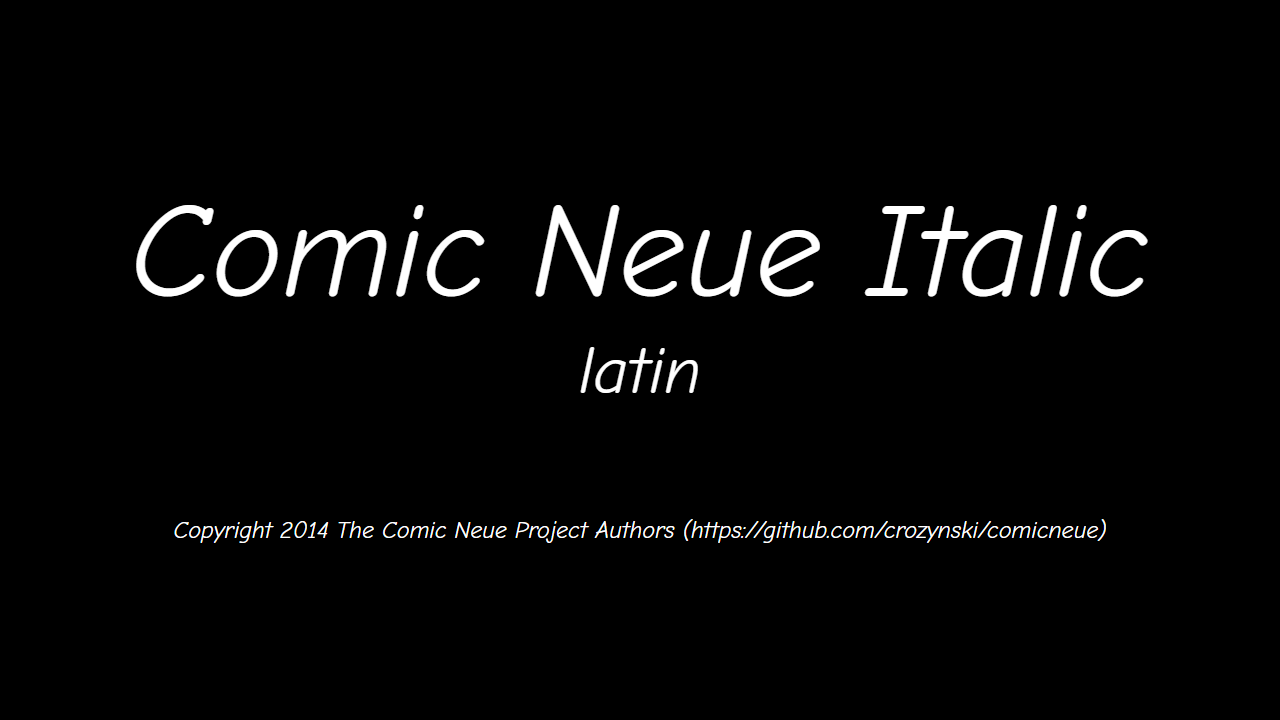 Comic Neue Italic
latin
Copyright 2014 The Comic Neue Project Authors (https://github.com/crozynski/comicneue)